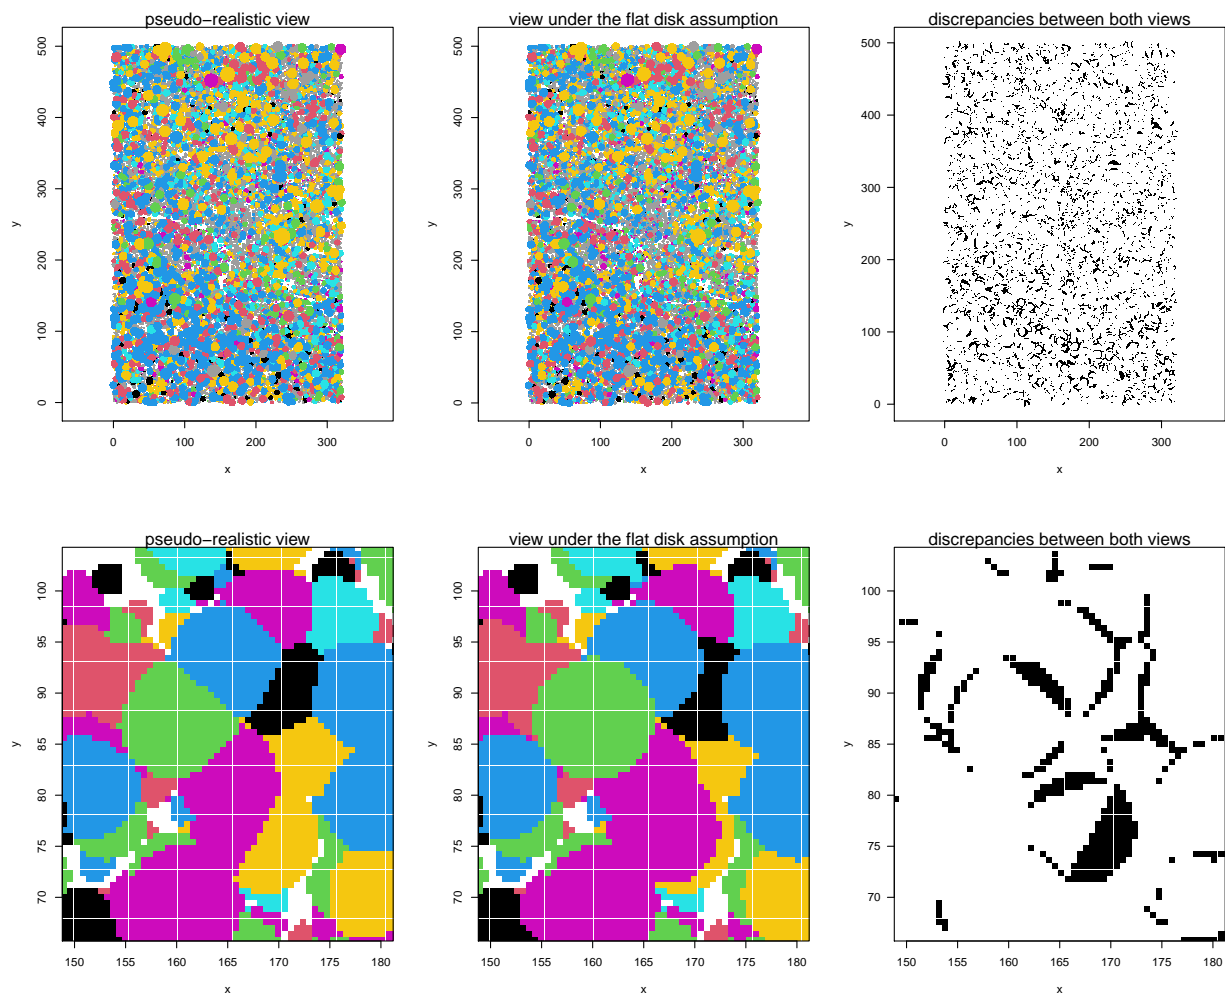 pseudo−realistic view
view under the flat disk assumption
discrepancies between both views
500
400
300
200
100
0
y
0 100 200 300
x
500
400
300
200
100
0
y
0 100 200 300
x
500
400
300
200
100
0
y
0 100 200 300
x
pseudo−realistic view
view under the flat disk assumption
discrepancies between both views
100
95
90
85
80
75
70
y
150 155 160 165 170 175 180
x
100
95
90
85
80
75
70
y
150 155 160 165 170 175 180
x
100
95
90
85
80
75
70
y
150 155 160 165 170 175 180
x